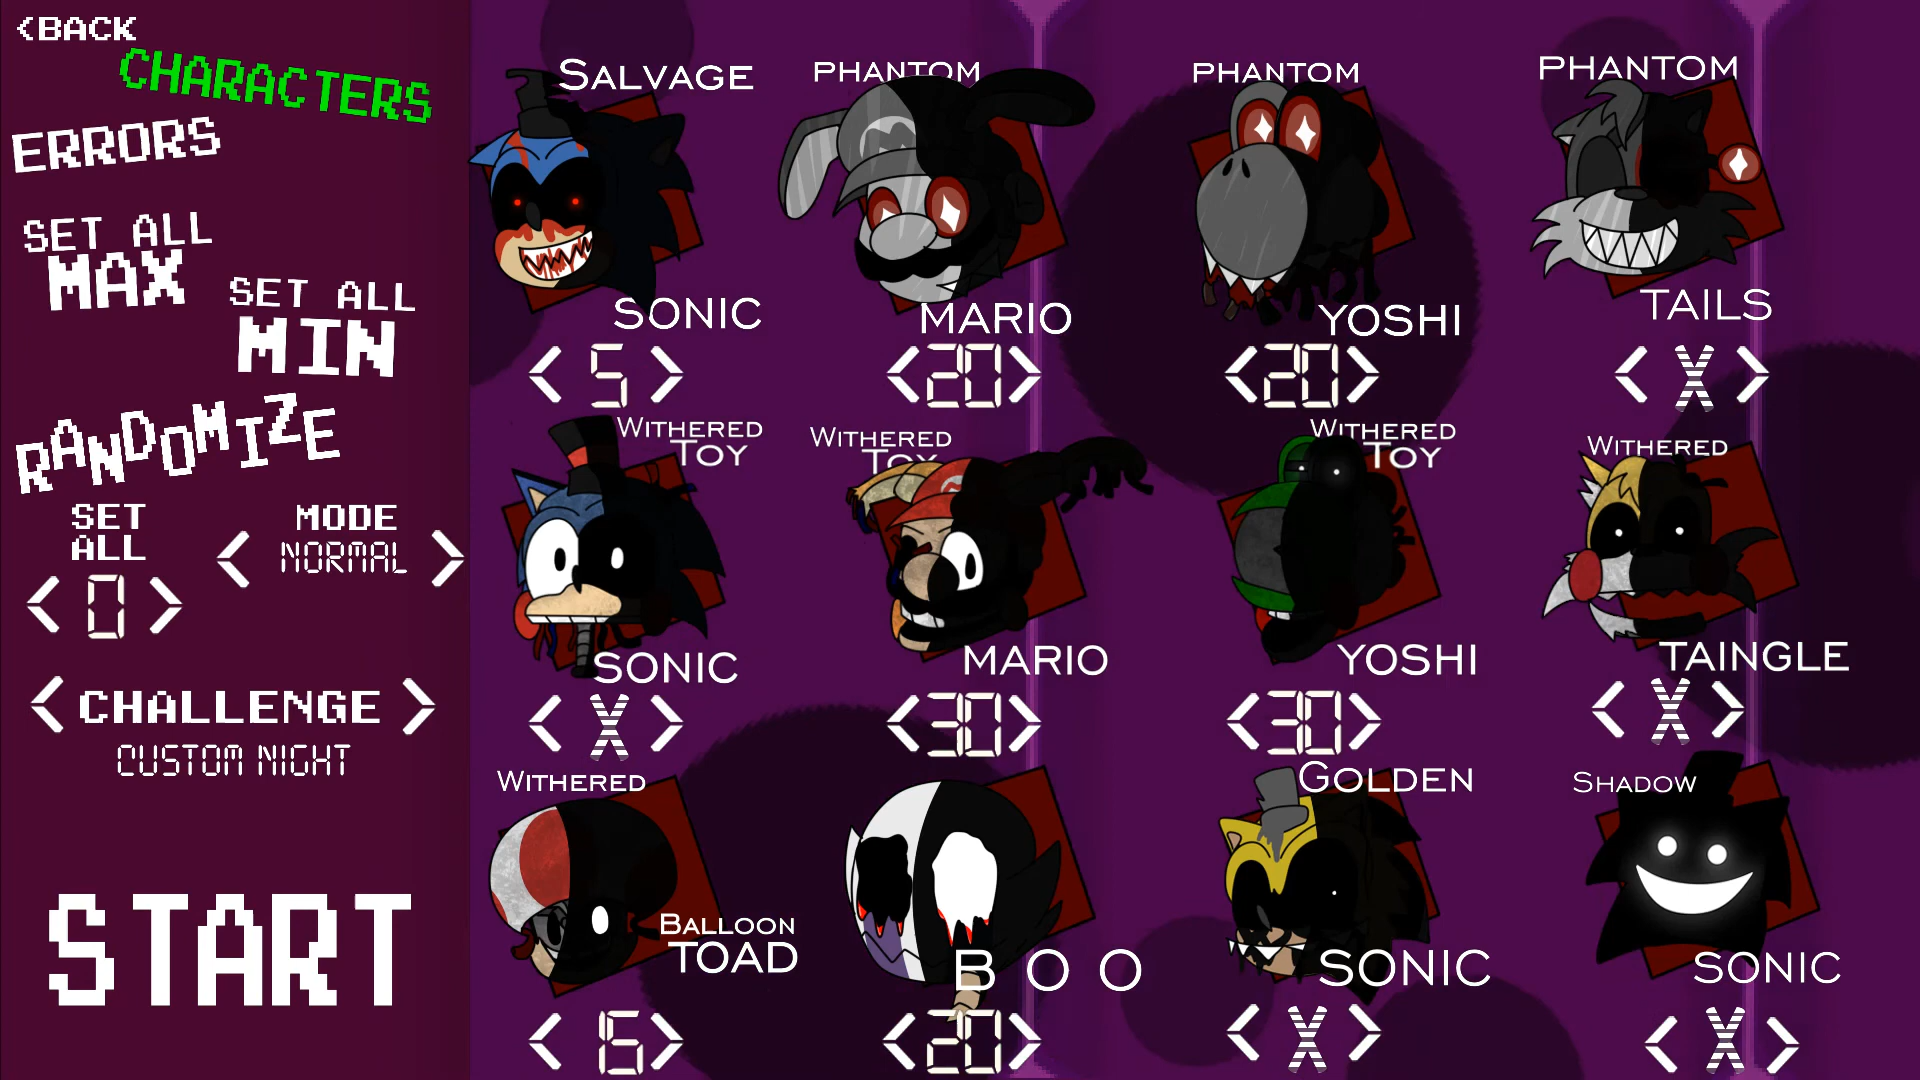 <BACK
CHARACTERS
ERRORS
SET ALL
MAX
SET ALL
MIN
RANDOMIZE
SET
ALL
< 0 >
MODE
< NORMAL >
< CHALLENGE >
CUSTOM NIGHT
START
SALVAGE
SONIC
< 5 >
PHANTOM
MARIO
<20>
PHANTOM
YOSHI
<20>
PHANTOM
TAILS
< X >
WITHERED
TOY
SONIC
< X >
WITHERED
TOY
MARIO
<30>
WITHERED
TOY
YOSHI
<30>
WITHERED
TAINGLE
< X >
WITHERED
BALLOON
TOAD
< 15>
B O O
<20>
GOLDEN
SONIC
< X >
SHADOW
SONIC
< X >